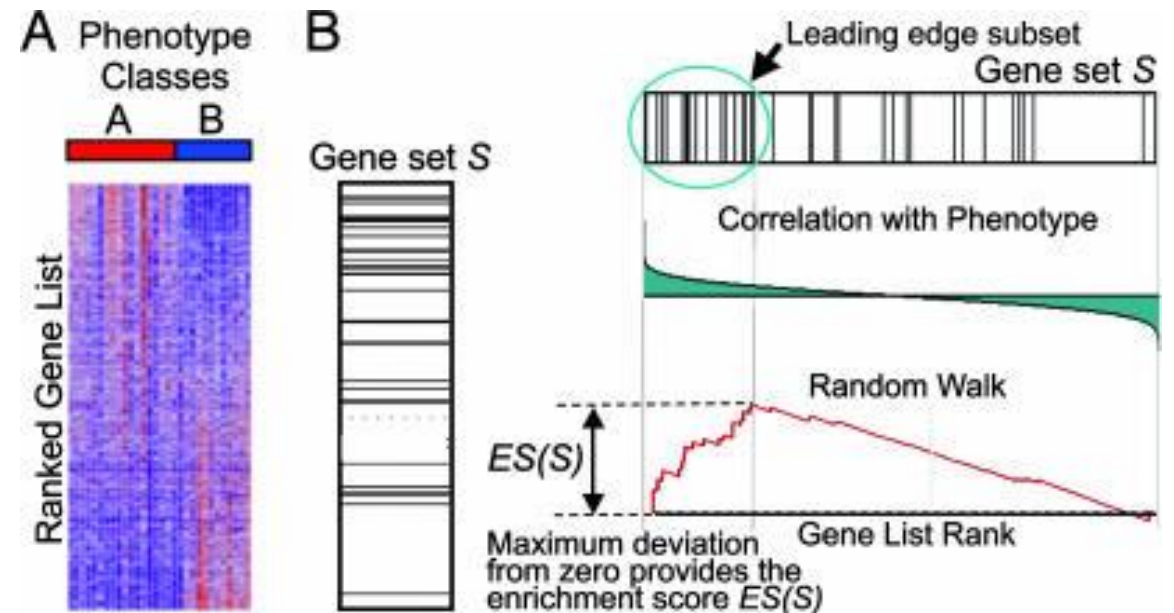 A
Phenotype
Classes
A
B
Ranked Gene List
B
Gene set S
Leading edge subset
Gene set S
Correlation with Phenotype
Random Walk
ES(S)
Gene List Rank
Maximum deviation
from zero provides the
enrichment score ES(S)